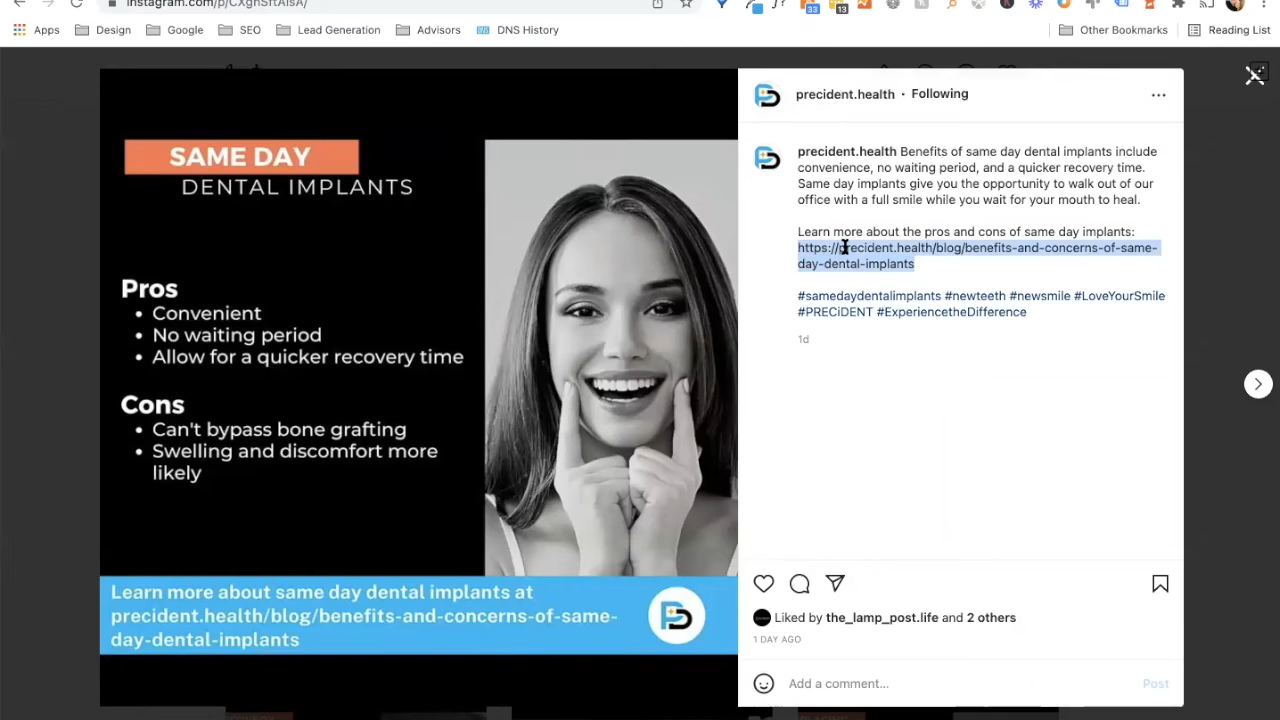 instagram.com/p/CXgnSftAlsA/
Apps
Design
Google
SEO
Lead Generation
Advisors
DNS History
Other Bookmarks
Reading List
33
13
SAME DAY
DENTAL IMPLANTS
Pros
• Convenient
• No waiting period
• Allow for a quicker recovery time
Cons
• Can't bypass bone grafting
• Swelling and discomfort more
likely
Learn more about same day dental implants at
precident.health/blog/benefits-and-concerns-of-same-
day-dental-implants
precident.health • Following
precident.health Benefits of same day dental implants include
convenience, no waiting period, and a quicker recovery time.
Same day implants give you the opportunity to walk out of our
office with a full smile while you wait for your mouth to heal.
Learn more about the pros and cons of same day implants:
https://precident.health/blog/benefits-and-concerns-of-same-
day-dental-implants
#samedaydentalimplants #newteeth #newsmile #LoveYourSmile
#PRECiDENT #ExperiencetheDifference
1d
Liked by the_lamp_post.life and 2 others
1 DAY AGO
Add a comment...
Post